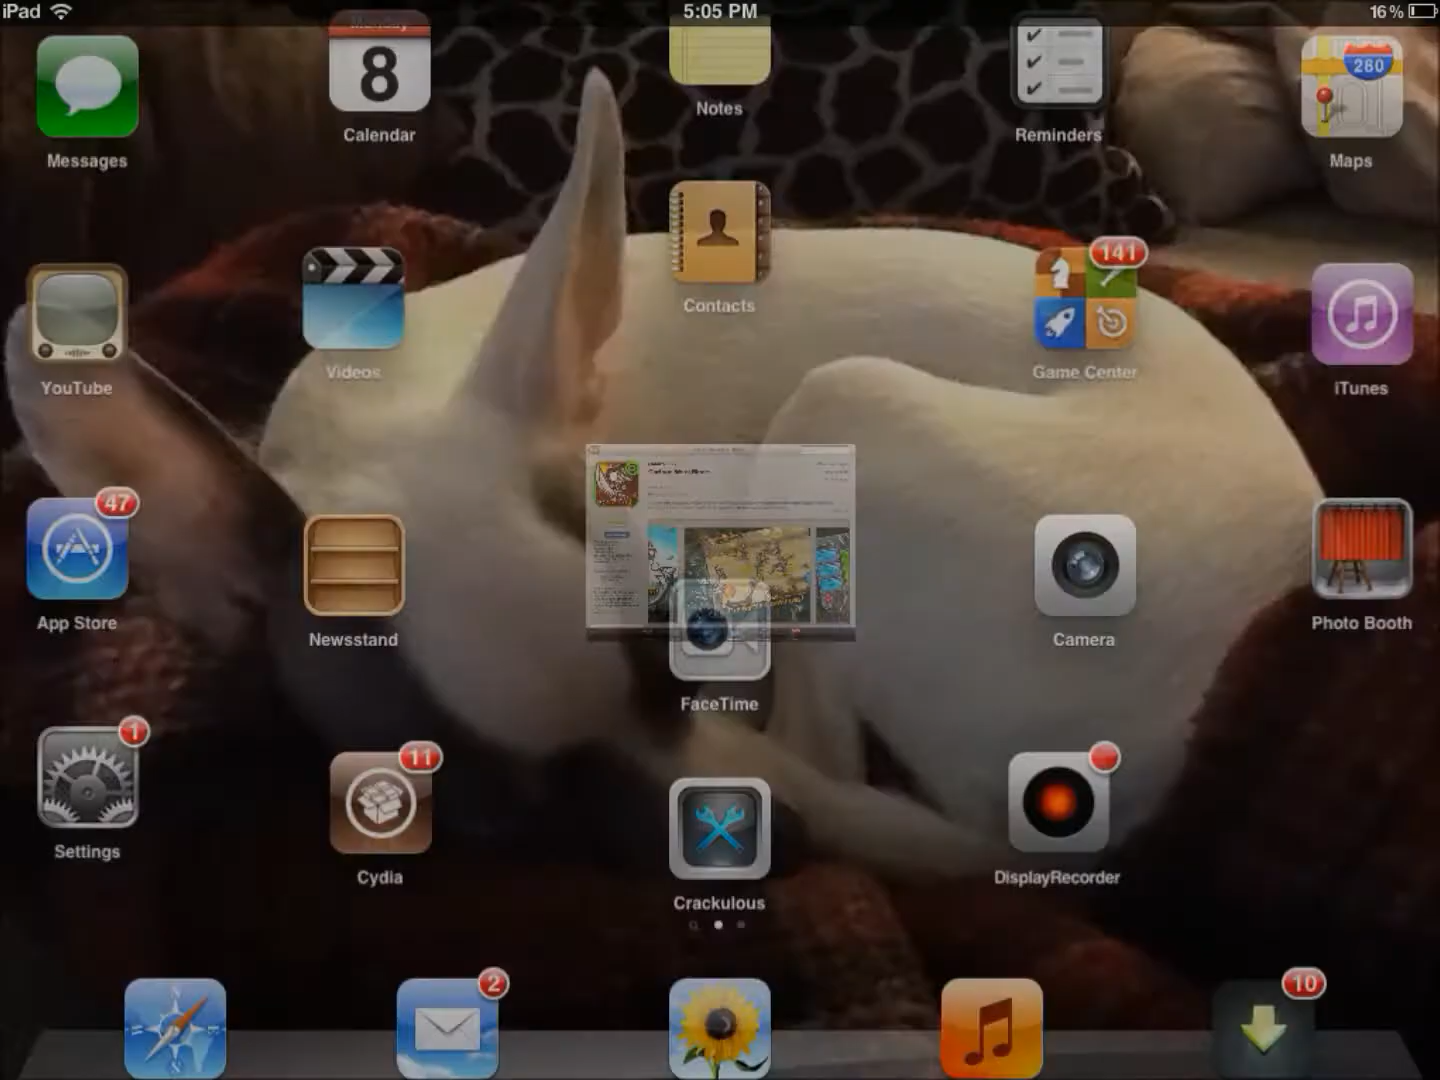 iPad
5:05 PM
16%
Monday
8
280
Messages
Calendar
Notes
Reminders
Maps
141
YouTube
Videos
Contacts
Game Center
iTunes
47
App Store
Newsstand
FaceTime
Camera
Photo Booth
1
11
Settings
Cydia
Crackulous
DisplayRecorder
2
10